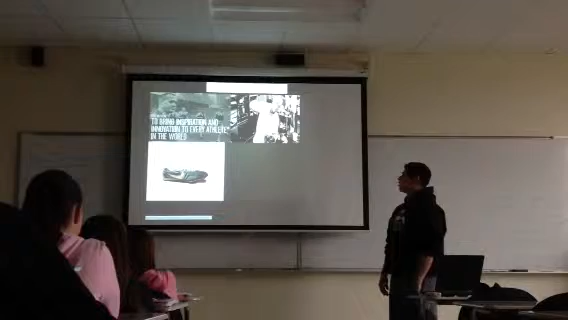 TO BRING INSPIRATION AND
INNOVATION TO EVERY ATHLETE*
IN THE WORLD